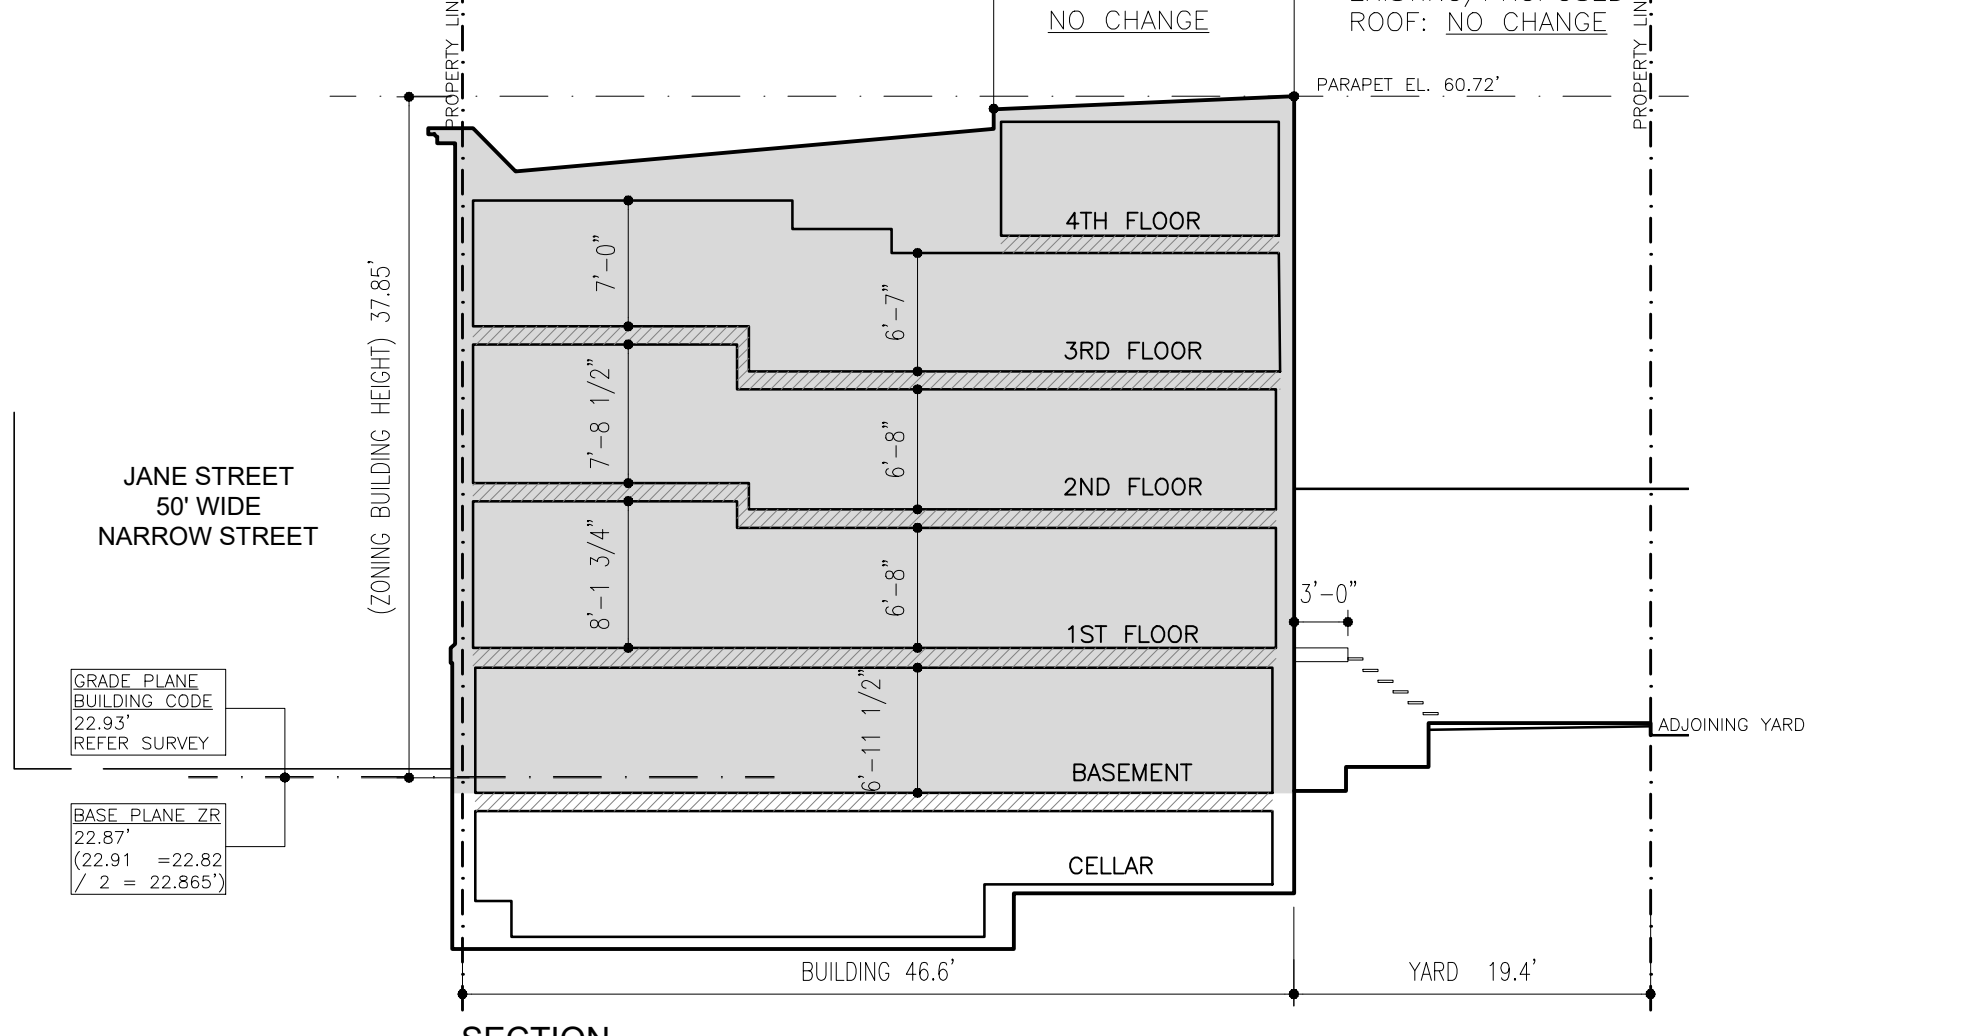 NO CHANGE
ROOF: NO CHANGE
PROPERTY LIN
PROPERTY LIN
PARAPET EL. 60.72'
4TH FLOOR
7'-0"
6'-7"
(ZONING BUILDING HEIGHT) 37.85'
3RD FLOOR
7'-8 1/2"
6'-8"
JANE STREET
50' WIDE
NARROW STREET
2ND FLOOR
8'-1 3/4"
6'-8"
3'-0"
1ST FLOOR
GRADE PLANE
BUILDING CODE
22.93'
REFER SURVEY
6'-11 1/2"
ADJOINING YARD
BASEMENT
BASE PLANE ZR
22.87'
(22.91 =22.82
/ 2 = 22.865')
CELLAR
BUILDING 46.6'
YARD 19.4'
SECTION